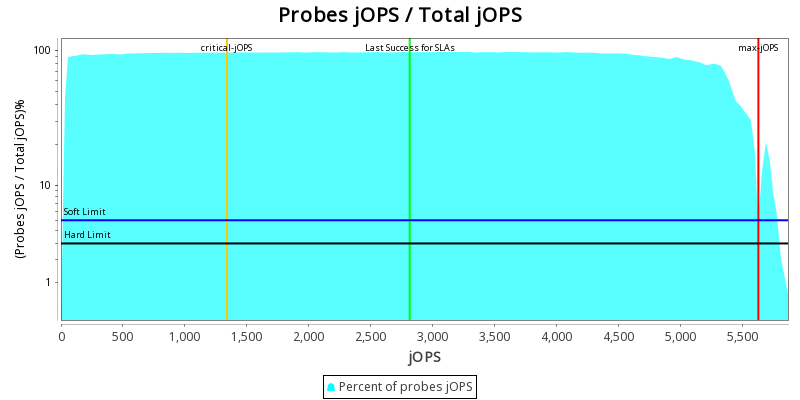 Probes jOPS / Total jOPS
(Probes jOPS / Total jOPS)%
100
10
1
critical-jOPS
Last Success for SLAs
max-jOPS
Soft Limit
Hard Limit
0 500 1,000 1,500 2,000 2,500 3,000 3,500 4,000 4,500 5,000 5,500
jOPS
Percent of probes jOPS